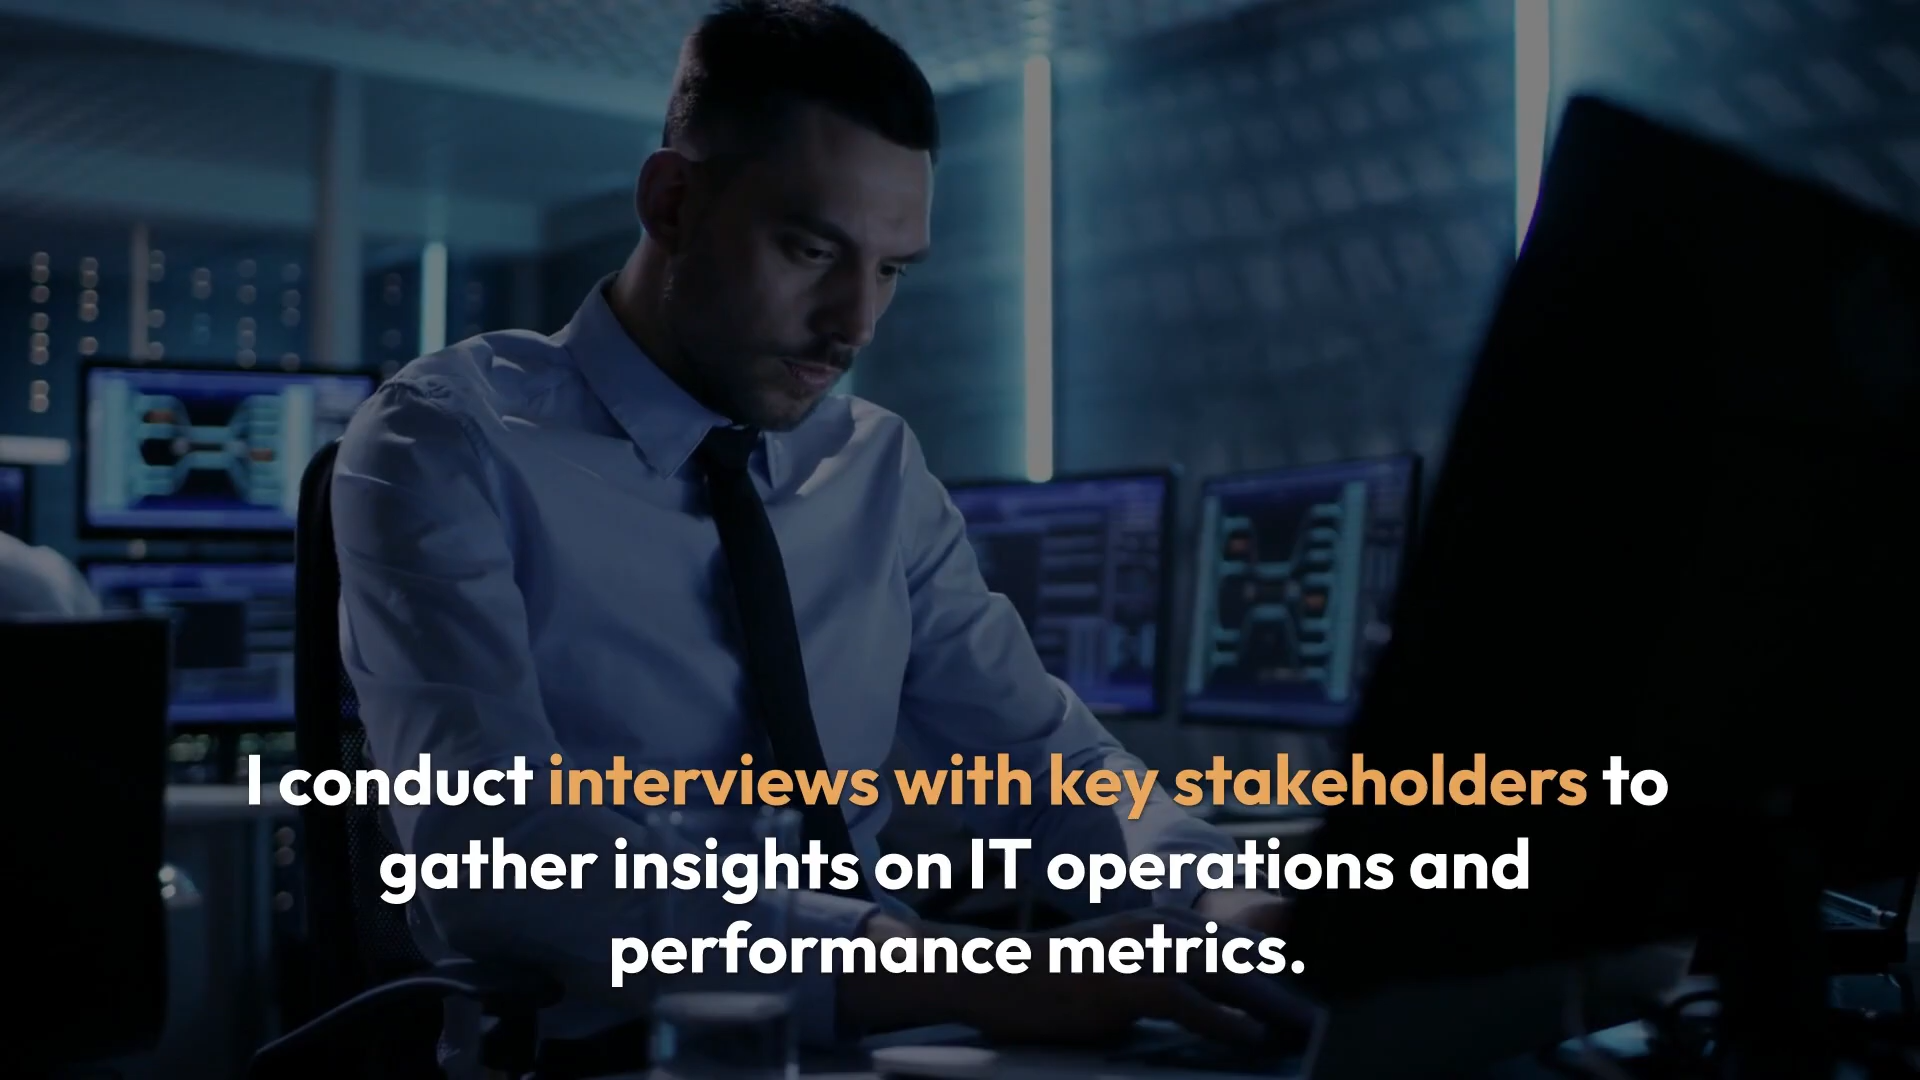 I conduct interviews with key stakeholders to
gather insights on IT operations and
performance metrics.